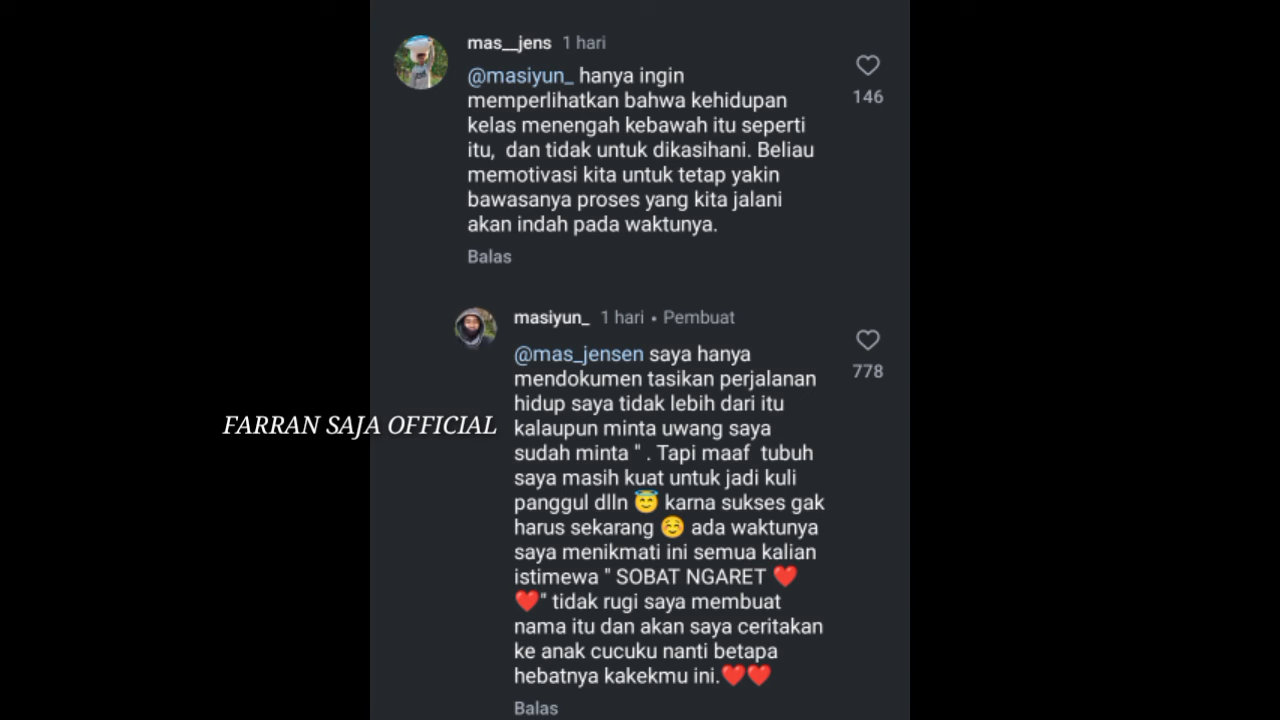 mas__jens 1 hari
@masiyun_ hanya ingin
memperlihatkan bahwa kehidupan
kelas menengah kebawah itu seperti
itu, dan tidak untuk dikasihani. Beliau
memotivasi kita untuk tetap yakin
bawasanya proses yang kita jalani
akan indah pada waktunya.
146
Balas
masiyun_ 1 hari • Pembuat
@mas_jensen saya hanya
mendokumen tasikan perjalanan
hidup saya tidak lebih dari itu
kalaupun minta uwang saya
sudah minta " . Tapi maaf tubuh
saya masih kuat untuk jadi kuli
panggul dlln 😇 karna sukses gak
harus sekarang ☺️ ada waktunya
saya menikmati ini semua kalian
istimewa " SOBAT NGARET ❤️
❤️" tidak rugi saya membuat
nama itu dan akan saya ceritakan
ke anak cucuku nanti betapa
hebatnya kakekmu ini.❤️❤️
778
Balas
FARRAN SAJA OFFICIAL